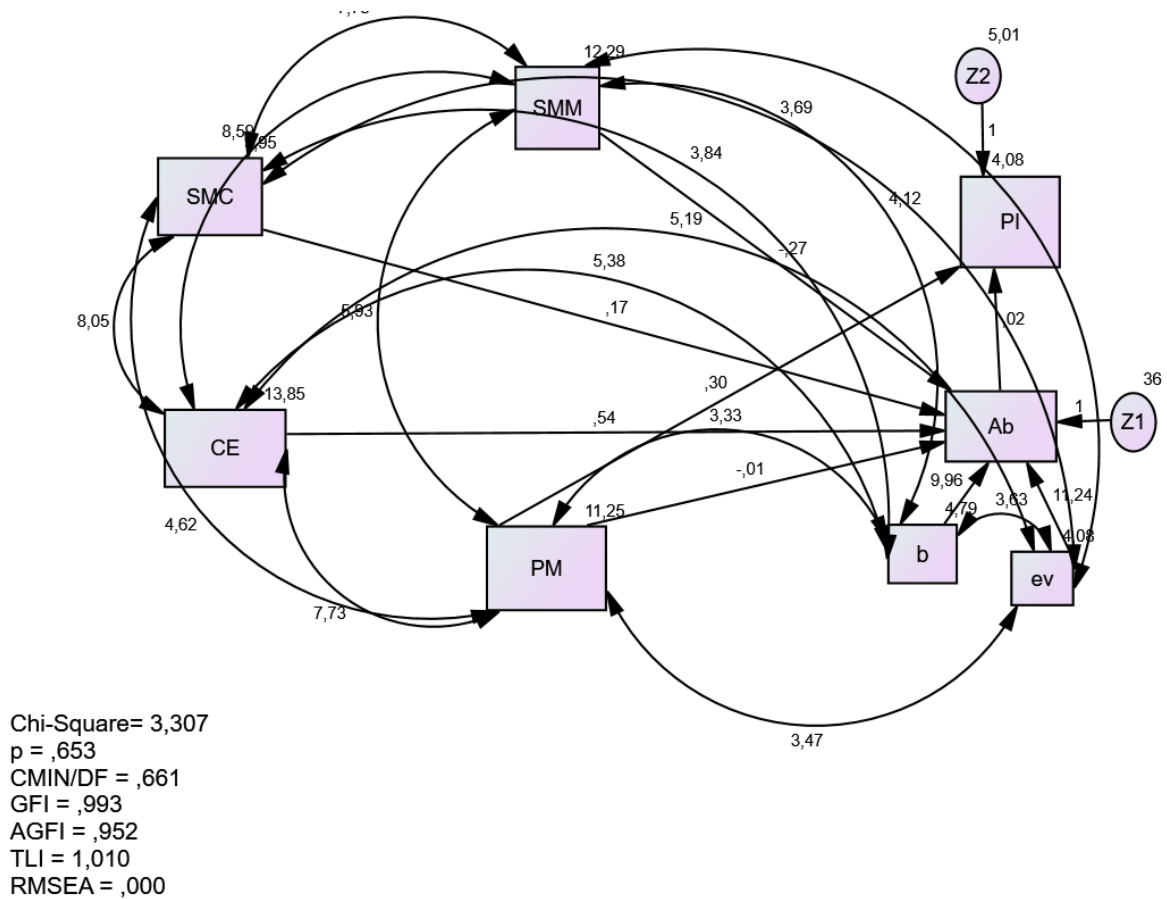 5,01
12,29
Z2
SMM
3,69
1
8,59
3,84
4,08
SMC
4,12
PI
5,19
-,27
5,38
,17
5,93
8,05
,02
,30
36
13,85
3,33
1
,54
Ab
Z1
CE
-,01
9,96
11,24
3,63
4,79
11,25
4,62
4,08
b
PM
ev
7,73
3,47
Chi-Square= 3,307
p = ,653
CMIN/DF = ,661
GFI = ,993
AGFI = ,952
TLI = 1,010
RMSEA = ,000